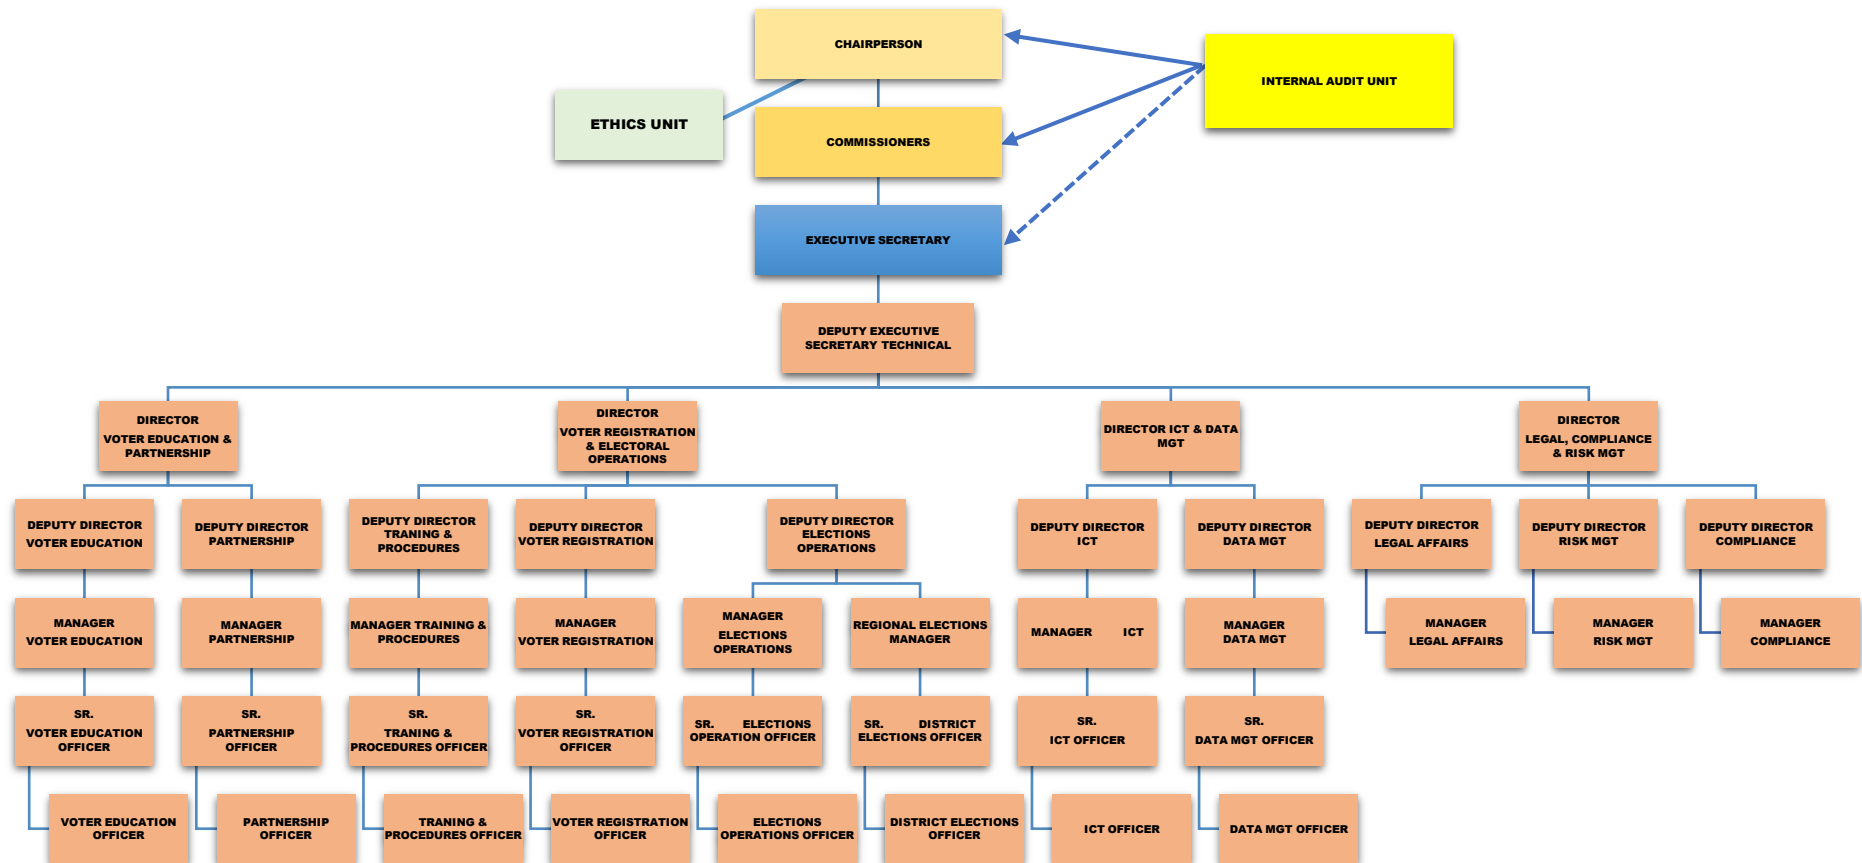 CHAIRPERSON
INTERNAL AUDIT UNIT
ETHICS UNIT
COMMISSIONERS
EXECUTIVE SECRETARY
DEPUTY EXECUTIVE
SECRETARY TECHNICAL
DIRECTOR
VOTER EDUCATION &
PARTNERSHIP
DIRECTOR
VOTER REGISTRATION
& ELECTORAL
OPERATIONS
DIRECTOR ICT & DATA
MGT
DIRECTOR
LEGAL, COMPLIANCE
& RISK MGT
DEPUTY DIRECTOR
VOTER EDUCATION
DEPUTY DIRECTOR
PARTNERSHIP
DEPUTY DIRECTOR
TRANING &
PROCEDURES
DEPUTY DIRECTOR
VOTER REGISTRATION
DEPUTY DIRECTOR
ELECTIONS
OPERATIONS
DEPUTY DIRECTOR
ICT
DEPUTY DIRECTOR
DATA MGT
DEPUTY DIRECTOR
LEGAL AFFAIRS
DEPUTY DIRECTOR
RISK MGT
DEPUTY DIRECTOR
COMPLIANCE
MANAGER
VOTER EDUCATION
MANAGER
PARTNERSHIP
MANAGER TRAINING &
PROCEDURES
MANAGER
VOTER REGISTRATION
MANAGER
ELECTIONS
OPERATIONS
REGIONAL ELECTIONS
MANAGER
MANAGER ICT
MANAGER
DATA MGT
MANAGER
LEGAL AFFAIRS
MANAGER
RISK MGT
MANAGER
COMPLIANCE
SR.
VOTER EDUCATION
OFFICER
SR.
PARTNERSHIP
OFFICER
SR.
TRANING &
PROCEDURES OFFICER
SR.
VOTER REGISTRATION
OFFICER
SR. ELECTIONS
OPERATION OFFICER
SR. DISTRICT
ELECTIONS OFFICER
SR.
ICT OFFICER
SR.
DATA MGT OFFICER
VOTER EDUCATION
OFFICER
PARTNERSHIP
OFFICER
TRANING &
PROCEDURES OFFICER
VOTER REGISTRATION
OFFICER
ELECTIONS
OPERATIONS OFFICER
DISTRICT ELECTIONS
OFFICER
ICT OFFICER
DATA MGT OFFICER